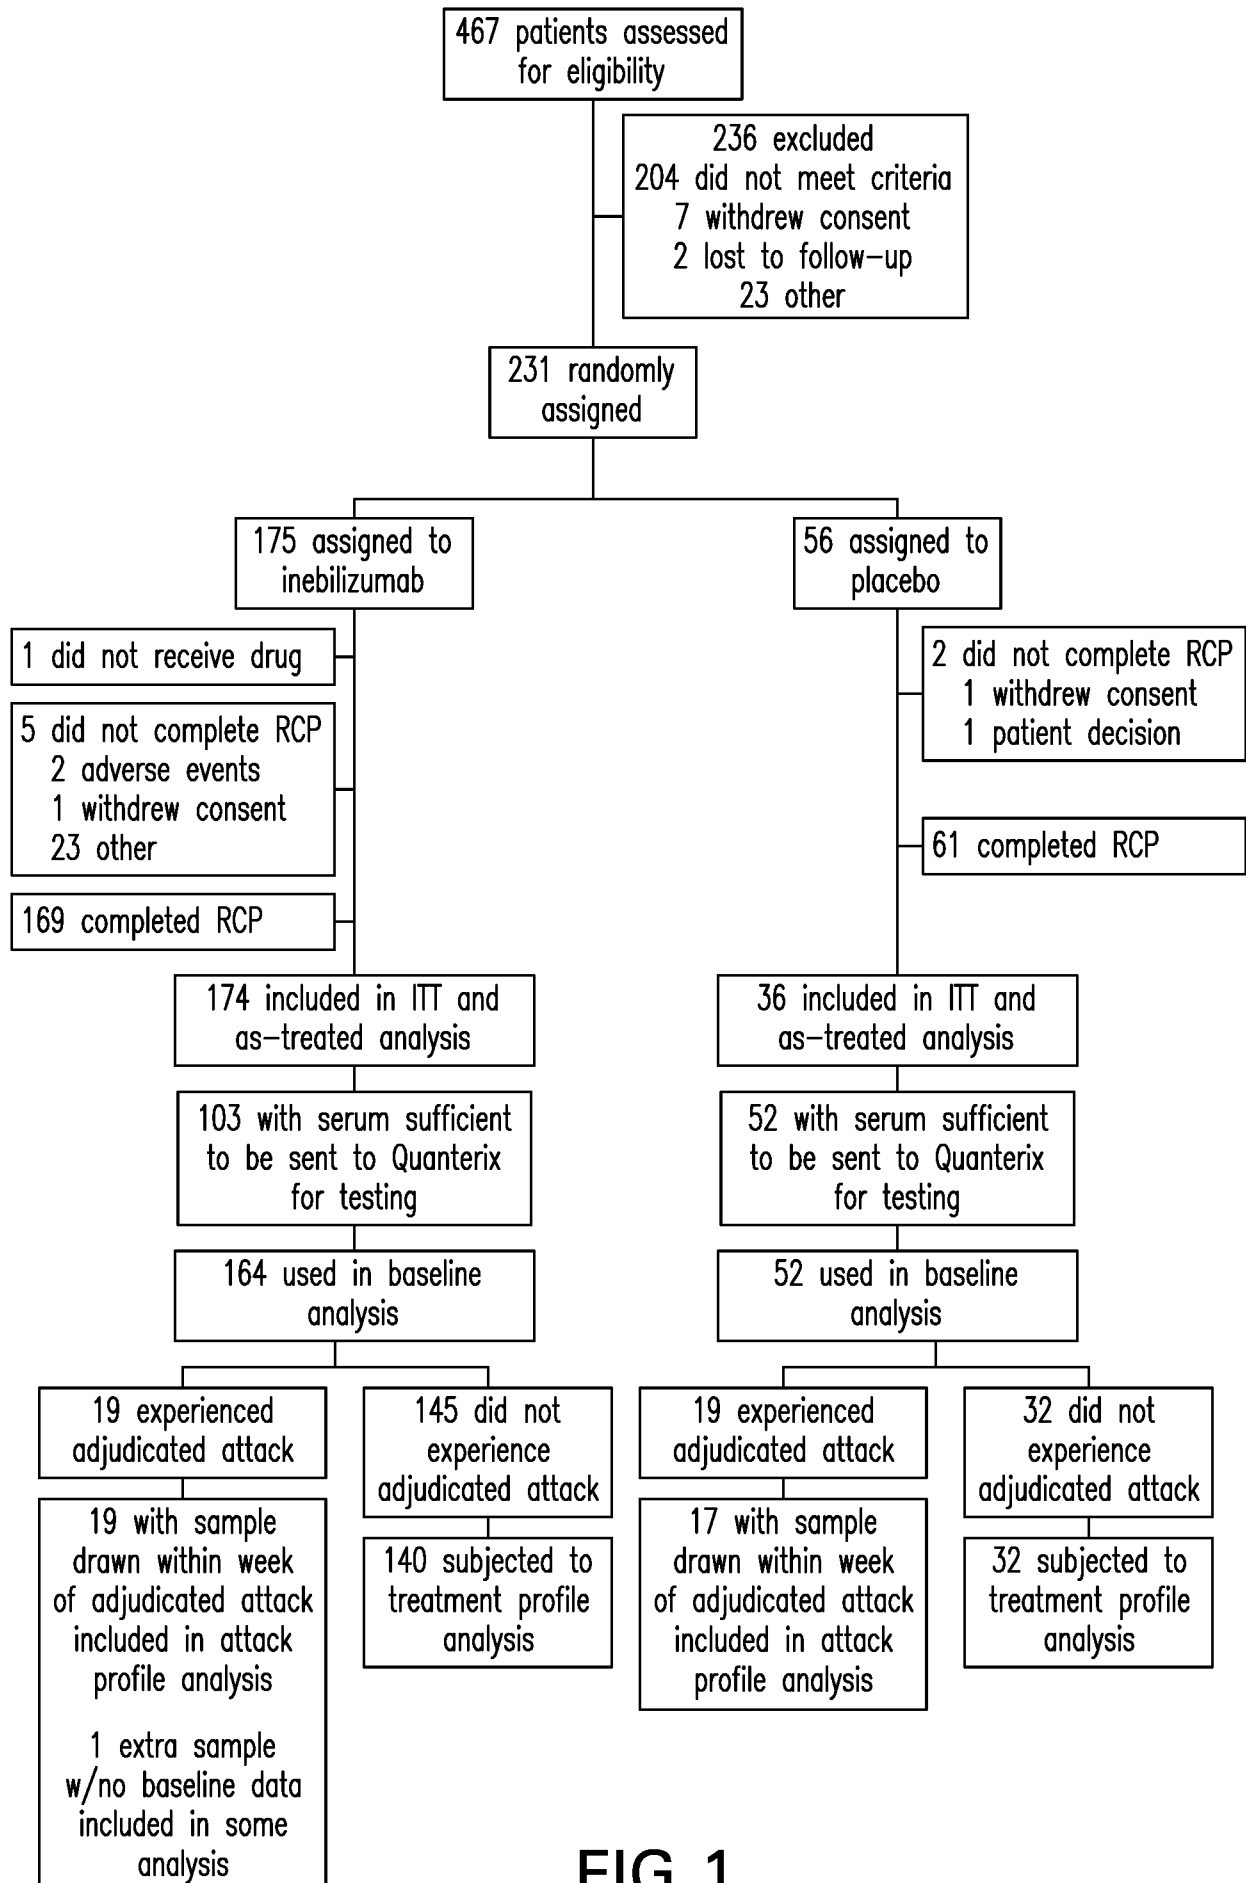 467 patients assessed
for eligibility
236 excluded
204 did not meet criteria
7 withdrew consent
2 lost to follow-up
23 other
231 randomly
assigned
175 assigned to
inebilizumab
56 assigned to
placebo
1 did not receive drug
5 did not complete RCP
2 adverse events
1 withdrew consent
23 other
169 completed RCP
2 did not complete RCP
1 withdrew consent
1 patient decision
61 completed RCP
174 included in ITT and
as-treated analysis
36 included in ITT and
as-treated analysis
103 with serum sufficient
to be sent to Quanterix
for testing
52 with serum sufficient
to be sent to Quanterix
for testing
164 used in baseline
analysis
52 used in baseline
analysis
19 experienced
adjudicated attack
145 did not
experience
adjudicated attack
19 experienced
adjudicated attack
32 did not
experience
adjudicated attack
19 with sample
drawn within week
of adjudicated attack
included in attack
profile analysis
1 extra sample
w/no baseline data
included in some
analysis
140 subjected to
treatment profile
analysis
17 with sample
drawn within week
of adjudicated attack
included in attack
profile analysis
32 subjected to
treatment profile
analysis
FIG. 1